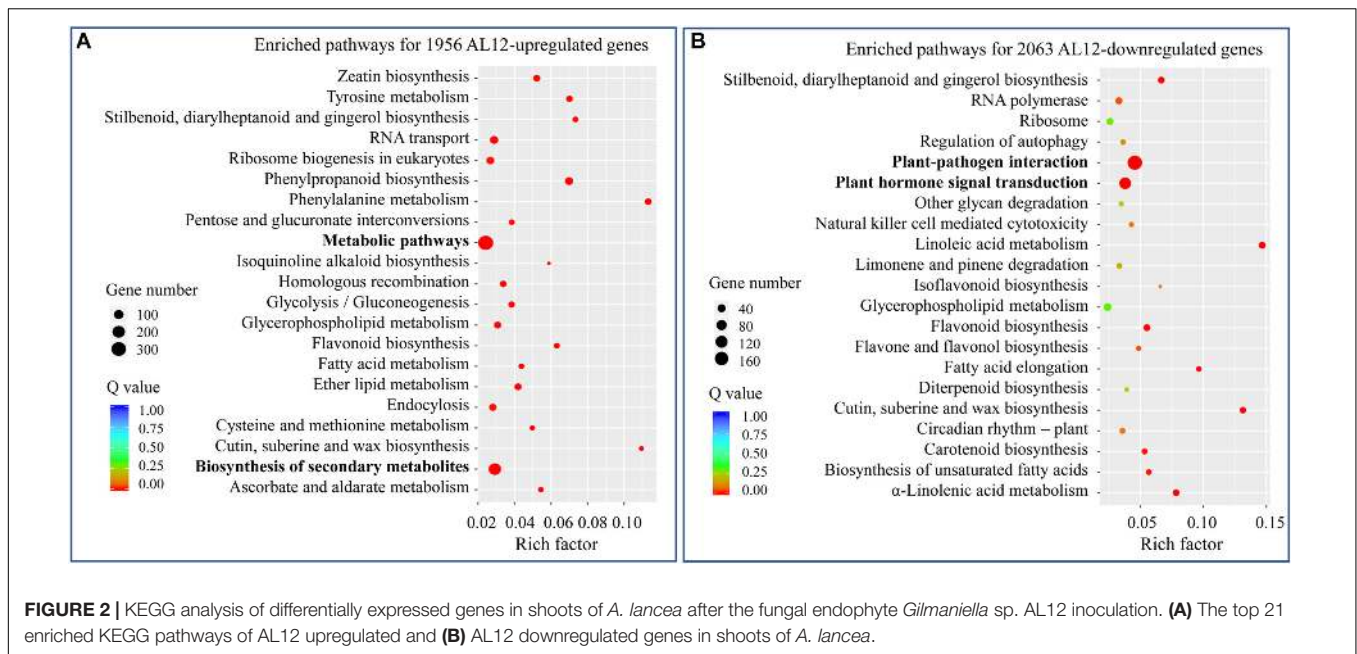 A
Enriched pathways for 1956 AL12-upregulated genes
Zeatin biosynthesis
Tyrosine metabolism
Stilbenoid, diarylheptanoid and gingerol biosynthesis
RNA transport
Ribosome biogenesis in eukaryotes
Phenylpropanoid biosynthesis
Phenylalanine metabolism
Pentose and glucuronate interconversions
Metabolic pathways
Isoquinoline alkaloid biosynthesis
Homologous recombination
Glycolysis / Gluconeogenesis
Glycerophospholipid metabolism
Flavonoid biosynthesis
Fatty acid metabolism
Ether lipid metabolism
Endocylosis
Cysteine and methionine metabolism
Cutin, suberine and wax biosynthesis
Biosynthesis of secondary metabolites
Ascorbate and aldarate metabolism
Gene number
100
200
300
Q value
1.00
0.75
0.50
0.25
0.00
0.02 0.04 0.06 0.08 0.10
Rich factor
B
Enriched pathways for 2063 AL12-downregulated genes
Stilbenoid, diarylheptanoid and gingerol biosynthesis
RNA polymerase
Ribosome
Regulation of autophagy
Plant-pathogen interaction
Plant hormone signal transduction
Other glycan degradation
Natural killer cell mediated cytotoxicity
Linoleic acid metabolism
Limonene and pinene degradation
Isoflavonoid biosynthesis
Glycerophospholipid metabolism
Flavonoid biosynthesis
Flavone and flavonol biosynthesis
Fatty acid elongation
Diterpenoid biosynthesis
Cutin, suberine and wax biosynthesis
Circadian rhythm – plant
Carotenoid biosynthesis
Biosynthesis of unsaturated fatty acids
α-Linolenic acid metabolism
Gene number
40
80
120
160
Q value
1.00
0.75
0.50
0.25
0.00
0.05 0.10 0.15
Rich factor
FIGURE 2 | KEGG analysis of differentially expressed genes in shoots of A. lancea after the fungal endophyte Gilmaniella sp. AL12 inoculation. (A) The top 21
enriched KEGG pathways of AL12 upregulated and (B) AL12 downregulated genes in shoots of A. lancea.